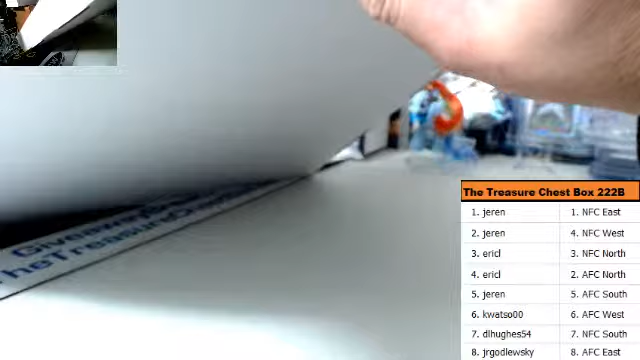 The Treasure Chest Box 222B
1. jeren 1. NFC East
2. jeren 4. NFC West
3. ericl 3. NFC North
4. ericl 2. AFC North
5. jeren 5. AFC South
6. kwatso00 6. AFC West
7. dlhughes54 7. NFC South
8. jrgodlewsky 8. AFC East
Giveaway
TheTreasure